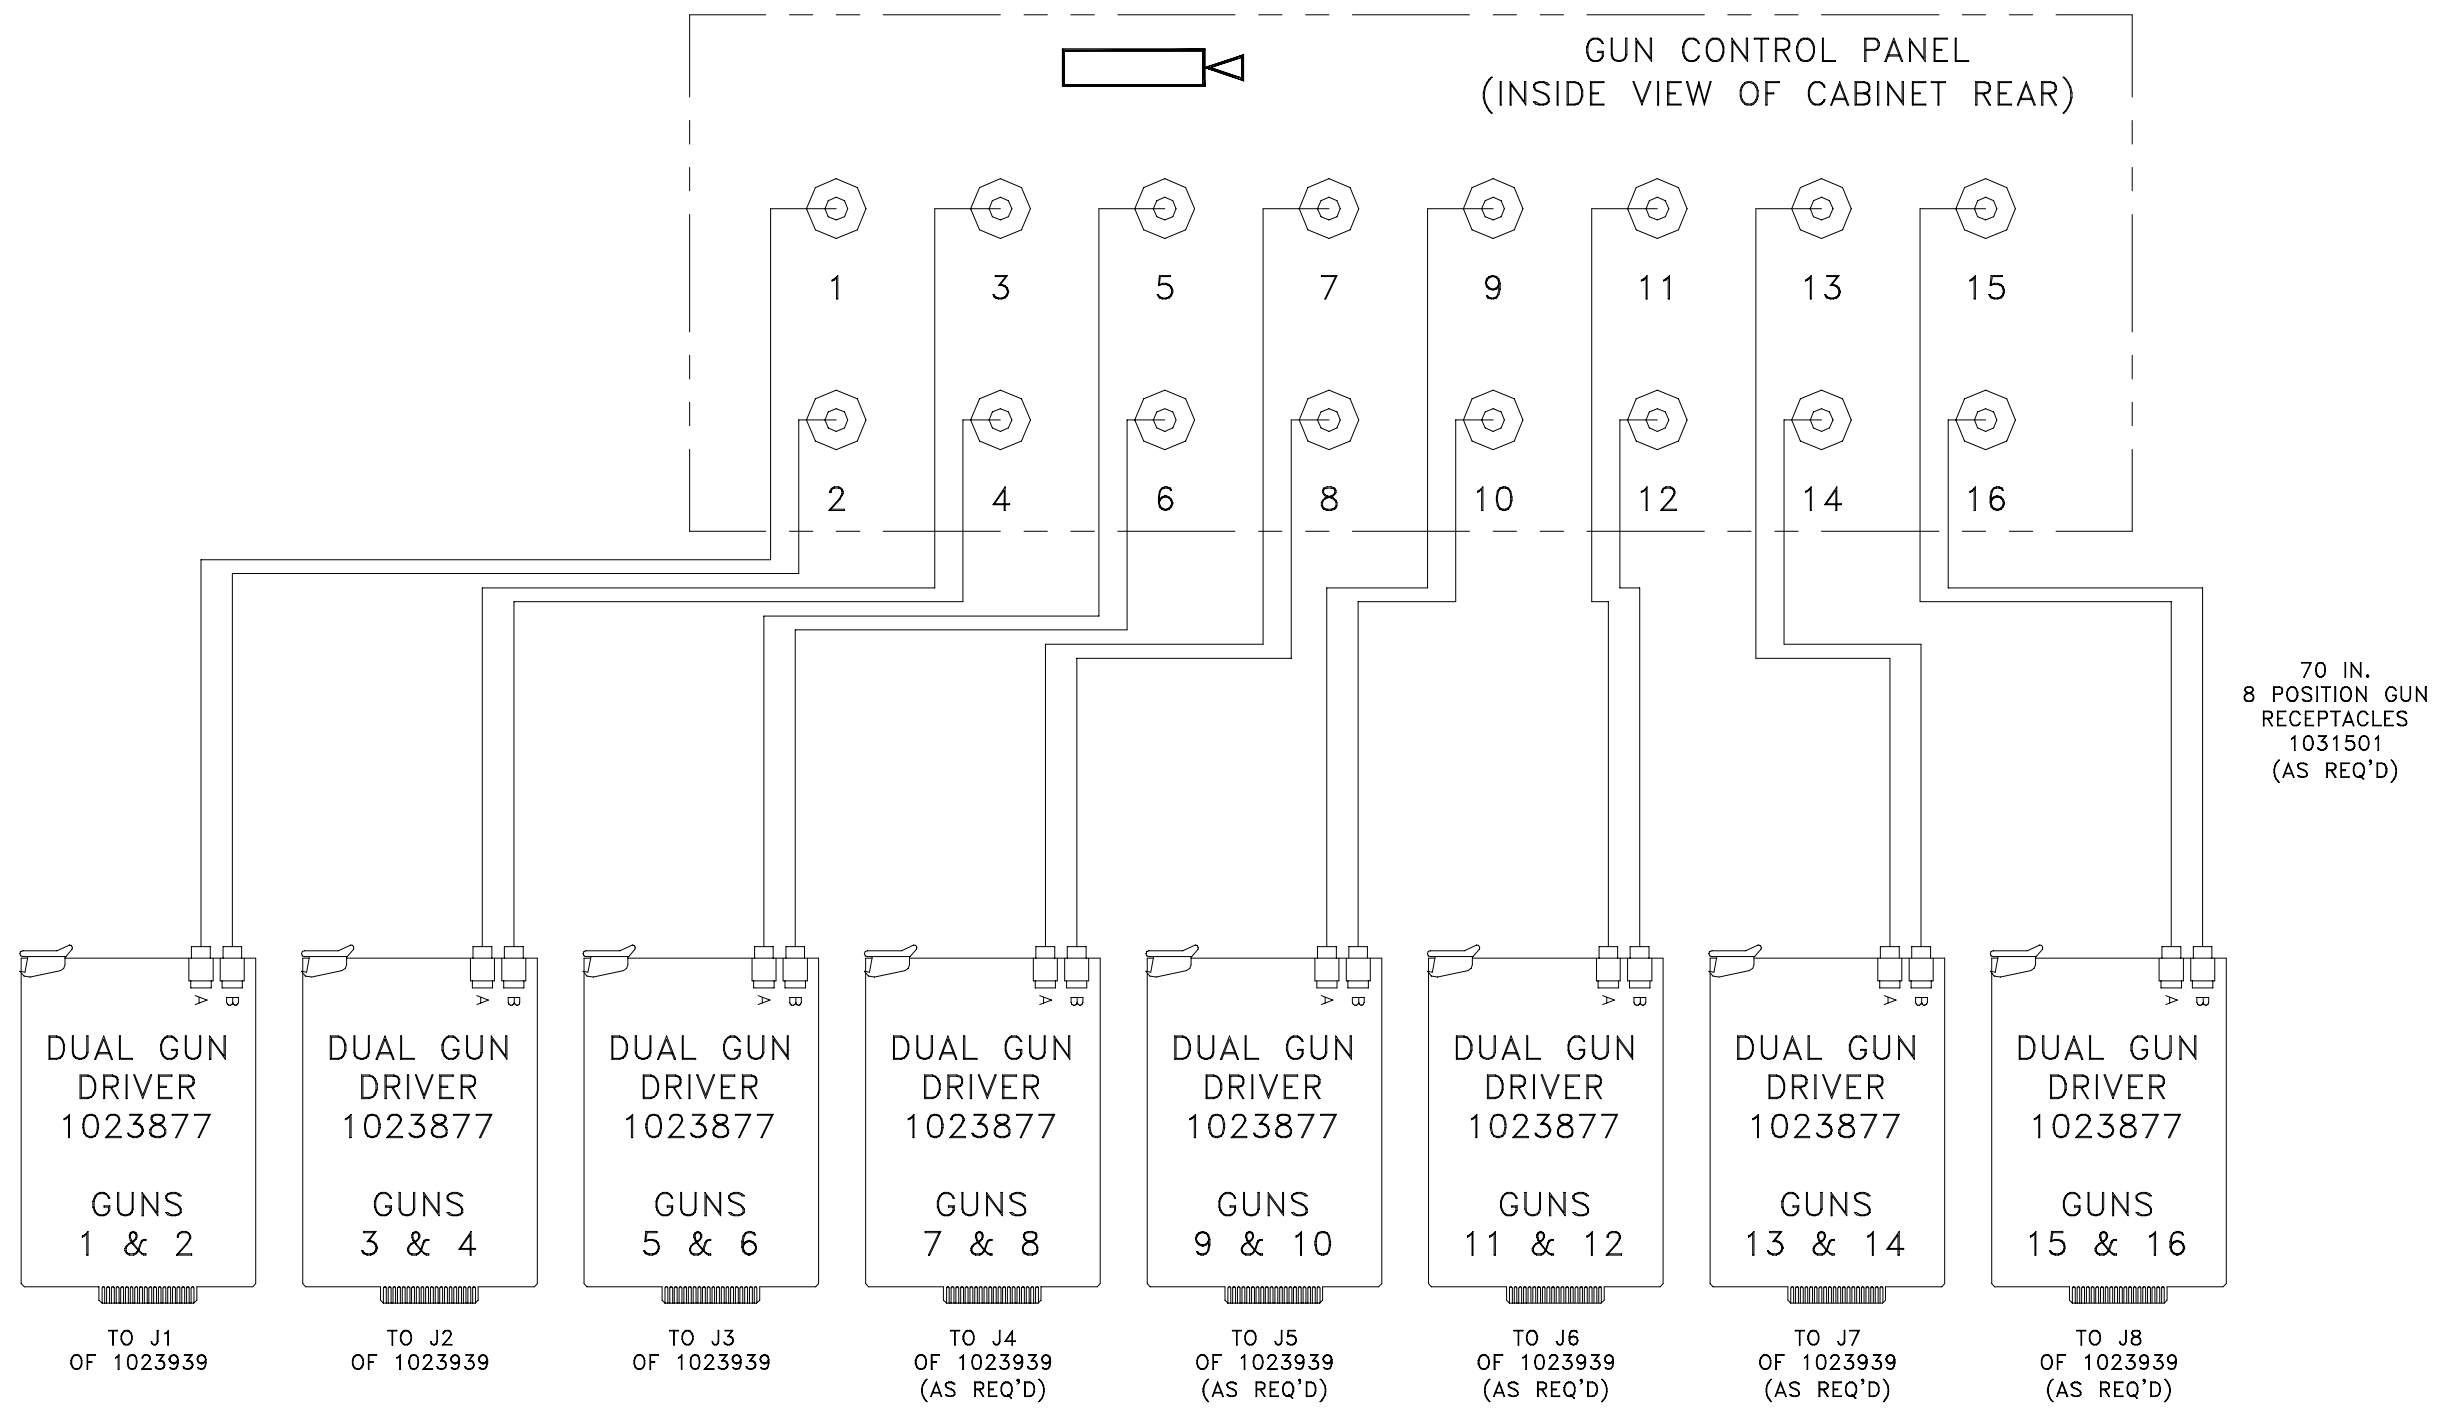 GUN CONTROL PANEL
(INSIDE VIEW OF CABINET REAR)
1 3 5 7 9 11 13 15
2 4 6 8 10 12 14 16
70 IN.
8 POSITION GUN
RECEPTACLES
1031501
(AS REQ'D)
A B
DUAL GUN
DRIVER
1023877
GUNS
1 & 2
TO J1
OF 1023939
A B
DUAL GUN
DRIVER
1023877
GUNS
3 & 4
TO J2
OF 1023939
A B
DUAL GUN
DRIVER
1023877
GUNS
5 & 6
TO J3
OF 1023939
A B
DUAL GUN
DRIVER
1023877
GUNS
7 & 8
TO J4
OF 1023939
(AS REQ'D)
A B
DUAL GUN
DRIVER
1023877
GUNS
9 & 10
TO J5
OF 1023939
(AS REQ'D)
A B
DUAL GUN
DRIVER
1023877
GUNS
11 & 12
TO J6
OF 1023939
(AS REQ'D)
A B
DUAL GUN
DRIVER
1023877
GUNS
13 & 14
TO J7
OF 1023939
(AS REQ'D)
A B
DUAL GUN
DRIVER
1023877
GUNS
15 & 16
TO J8
OF 1023939
(AS REQ'D)